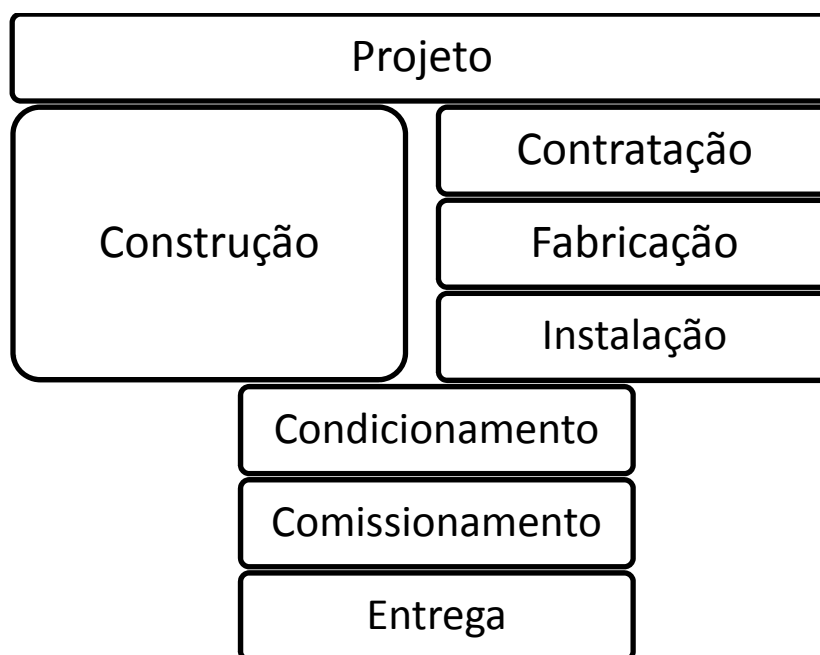 Projeto
Construção
Contratação
Fabricação
Instalação
Condicionamento
Comissionamento
Entrega